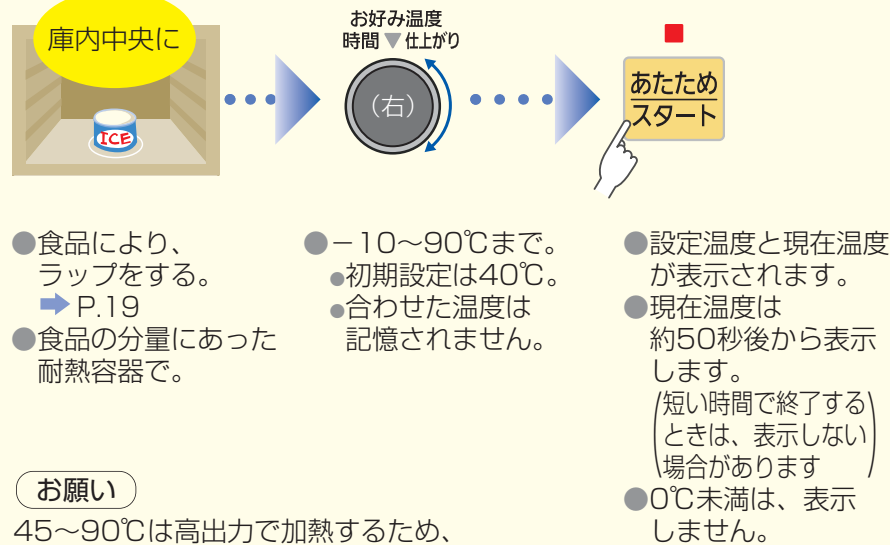 庫内中央に
ICE
お好み温度
時間▼仕上がり
（右）
あたため
スタート
●食品により、
ラップをする。
➡P.19
●食品の分量にあった
耐熱容器で。
●－10～90℃まで。
●初期設定は40℃。
●合わせた温度は
記憶されません。
●設定温度と現在温度
が表示されます。
●現在温度は
約50秒後から表示
します。
(短い時間で終了する
ときは、表示しない
場合があります)
●0℃未満は、表示
しません。
お願い
45～90℃は高出力で加熱するため、